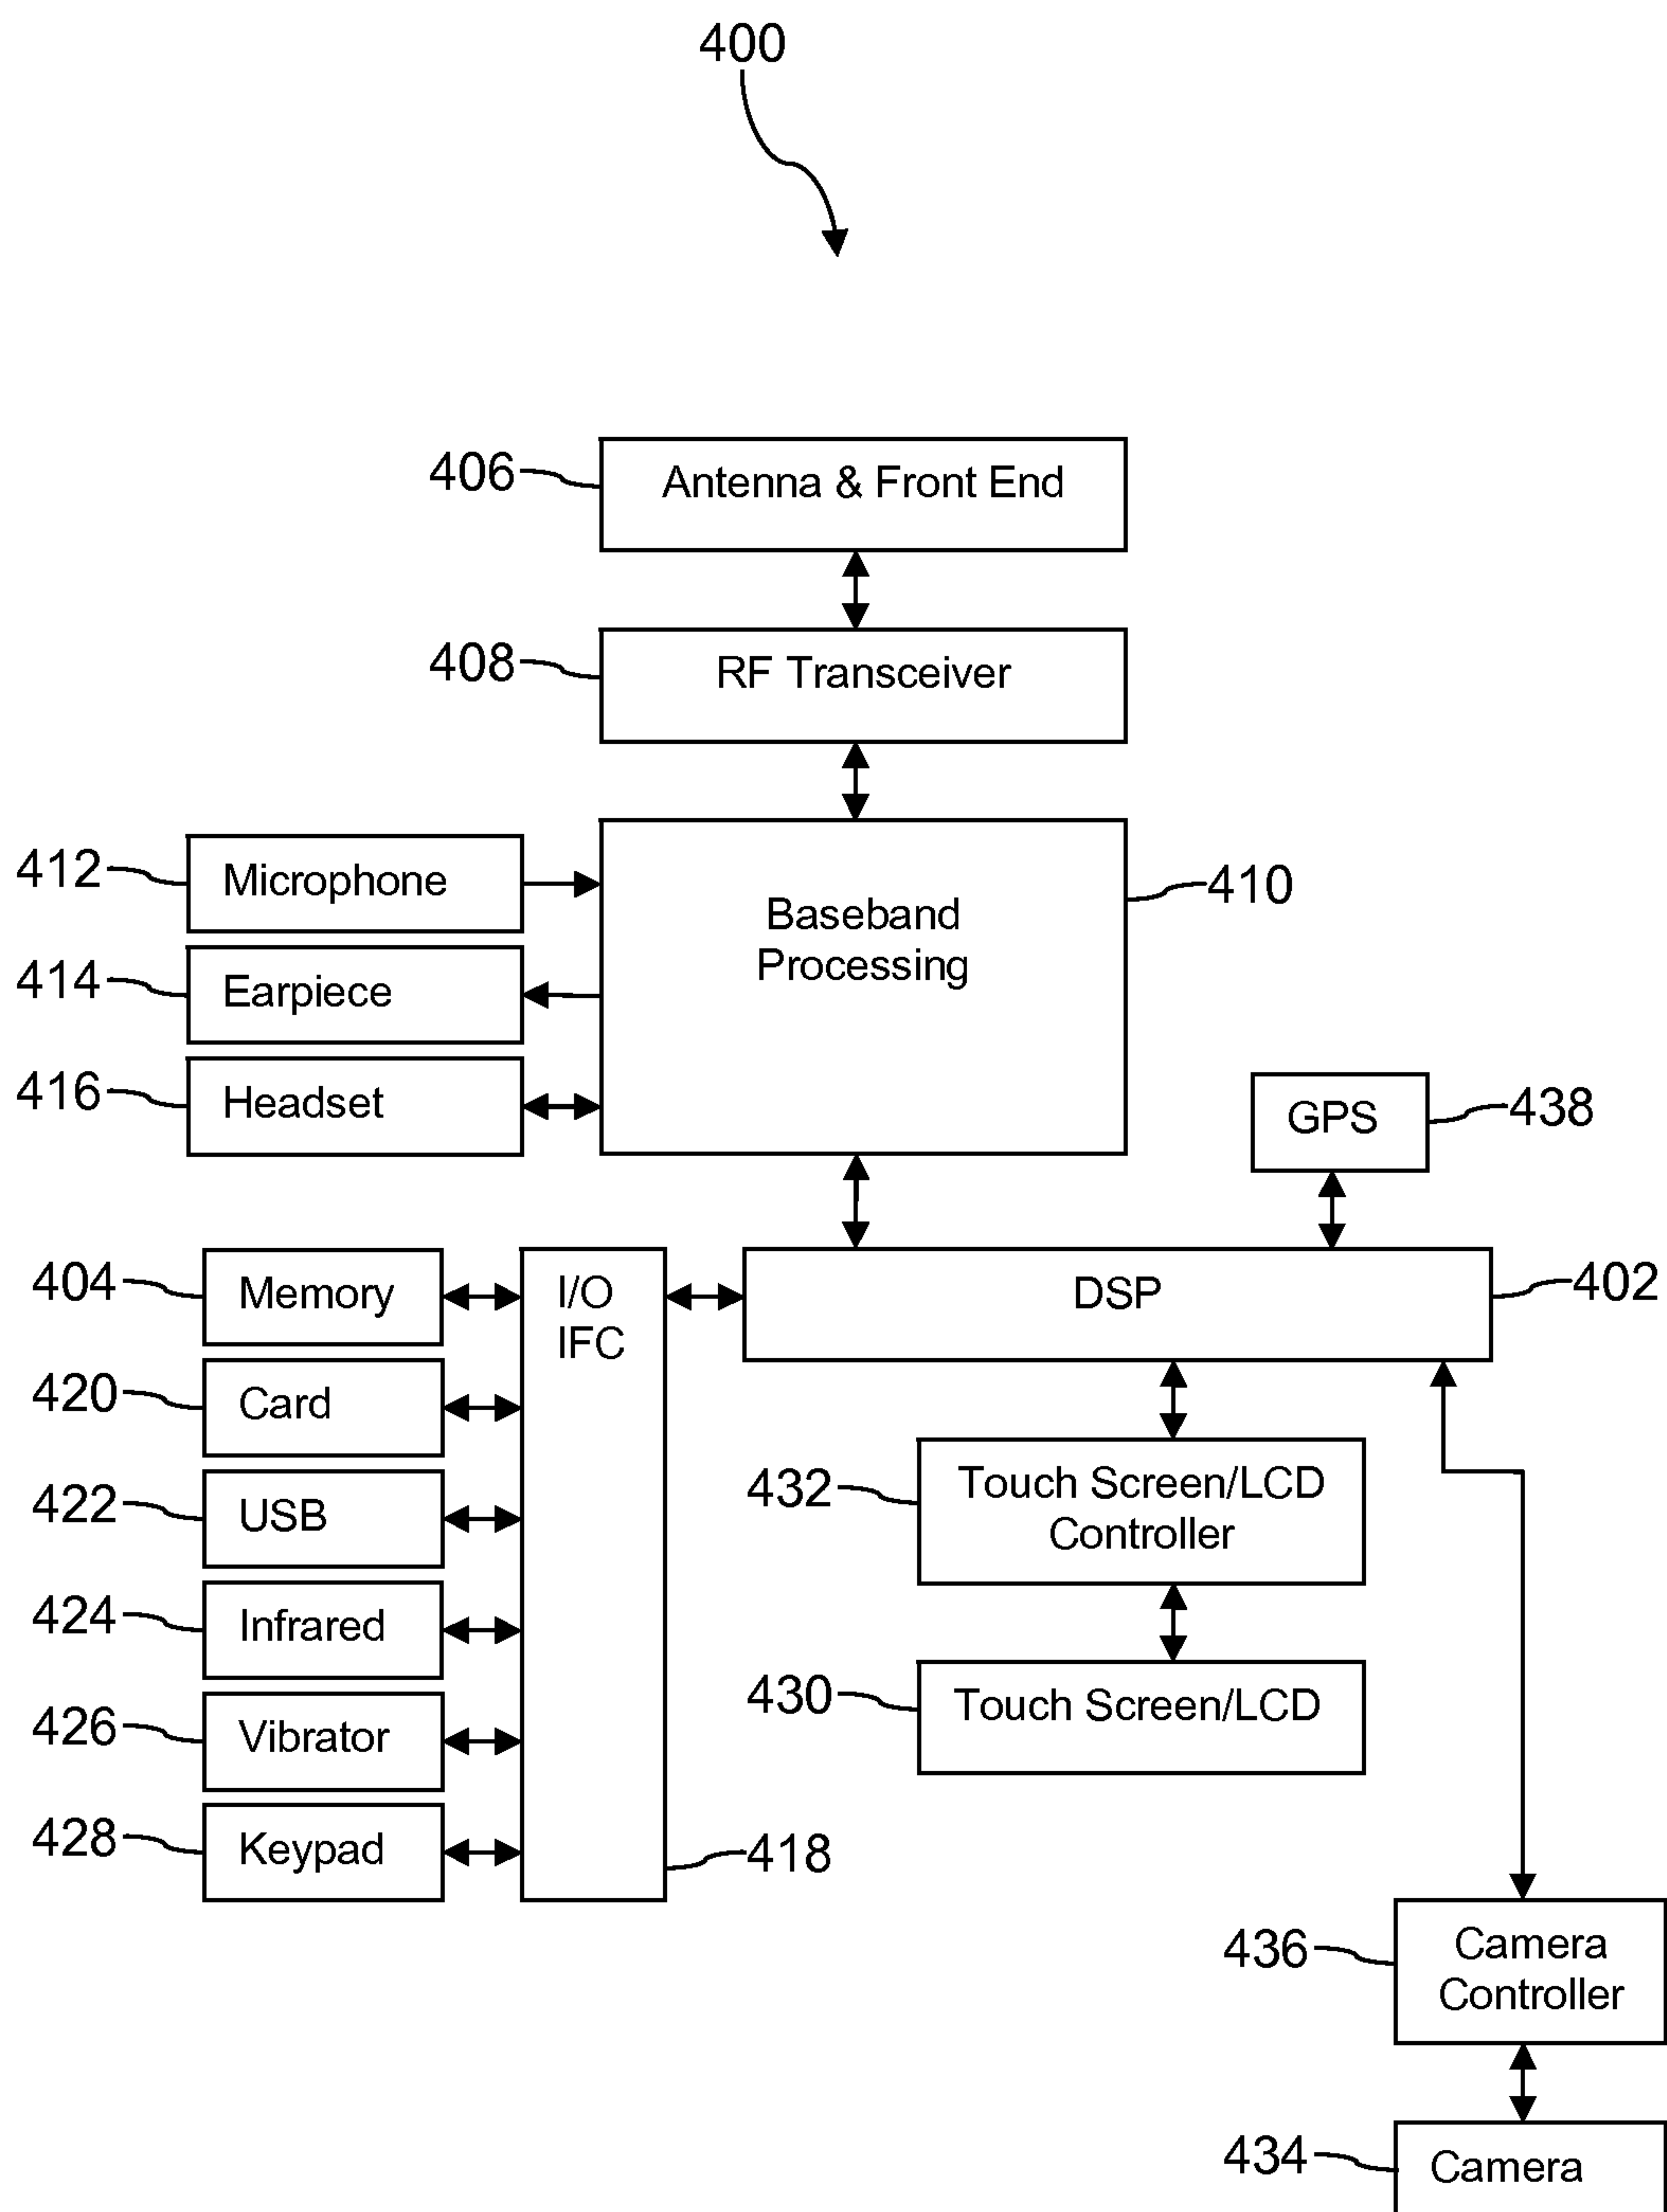 400
406
Antenna & Front End
408
RF Transceiver
412
Microphone
Baseband
Processing
410
414
Earpiece
416
Headset
GPS
438
404
Memory
I/O
IFC
DSP
402
420
Card
422
USB
432
Touch Screen/LCD
Controller
424
Infrared
430
Touch Screen/LCD
426
Vibrator
428
Keypad
418
436
Camera
Controller
434
Camera